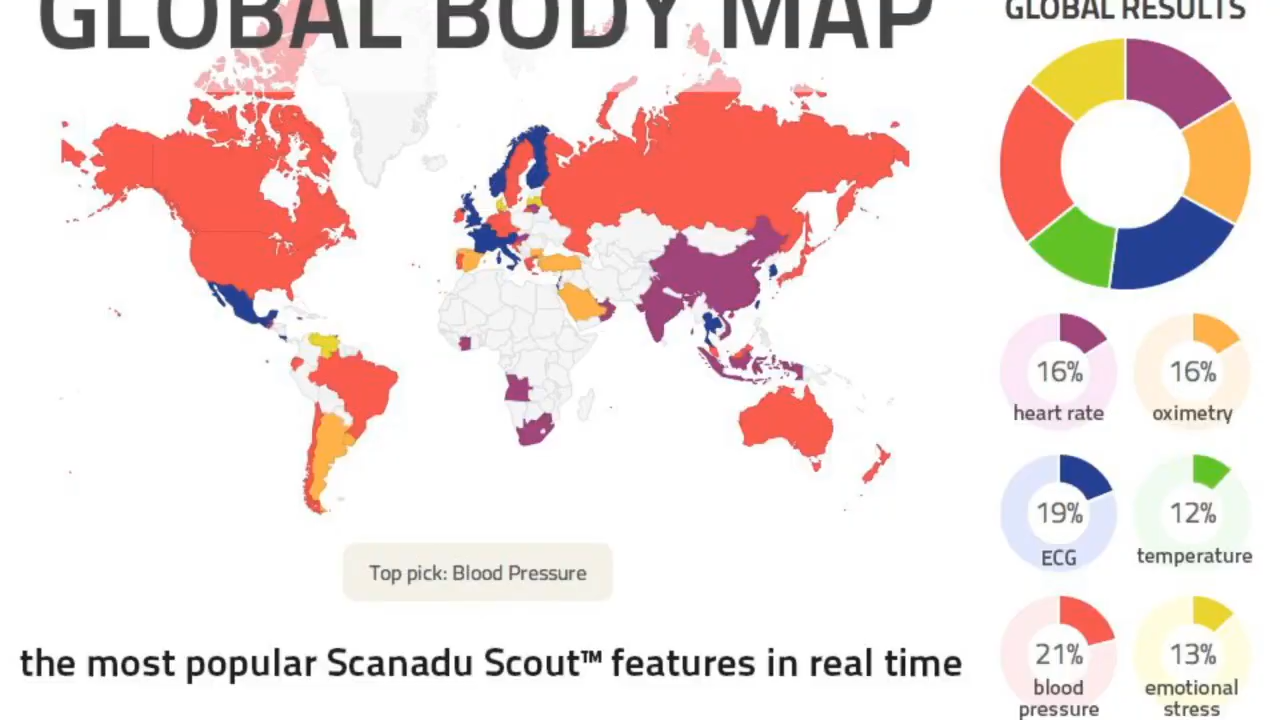 GLOBAL BODY MAP
GLOBAL RESULTS
16%
heart rate
16%
oximetry
19%
ECG
12%
temperature
21%
blood
pressure
13%
emotional
stress
Top pick: Blood Pressure
the most popular Scanadu Scout™ features in real time